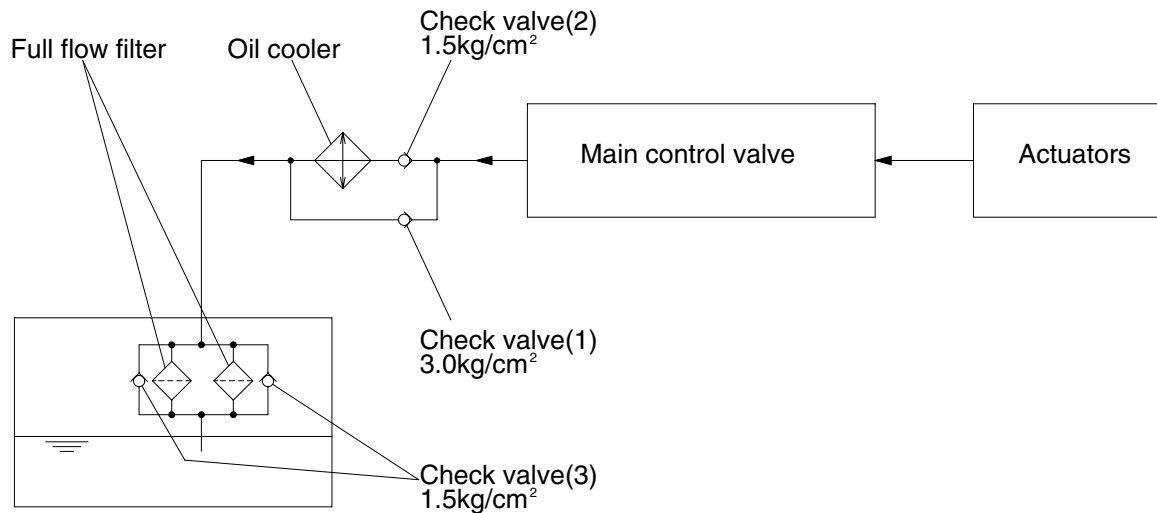 Check valve(2)
1.5kg/cm²
Full flow filter
Oil cooler
Main control valve
Actuators
Check valve(1)
3.0kg/cm²
Check valve(3)
1.5kg/cm²